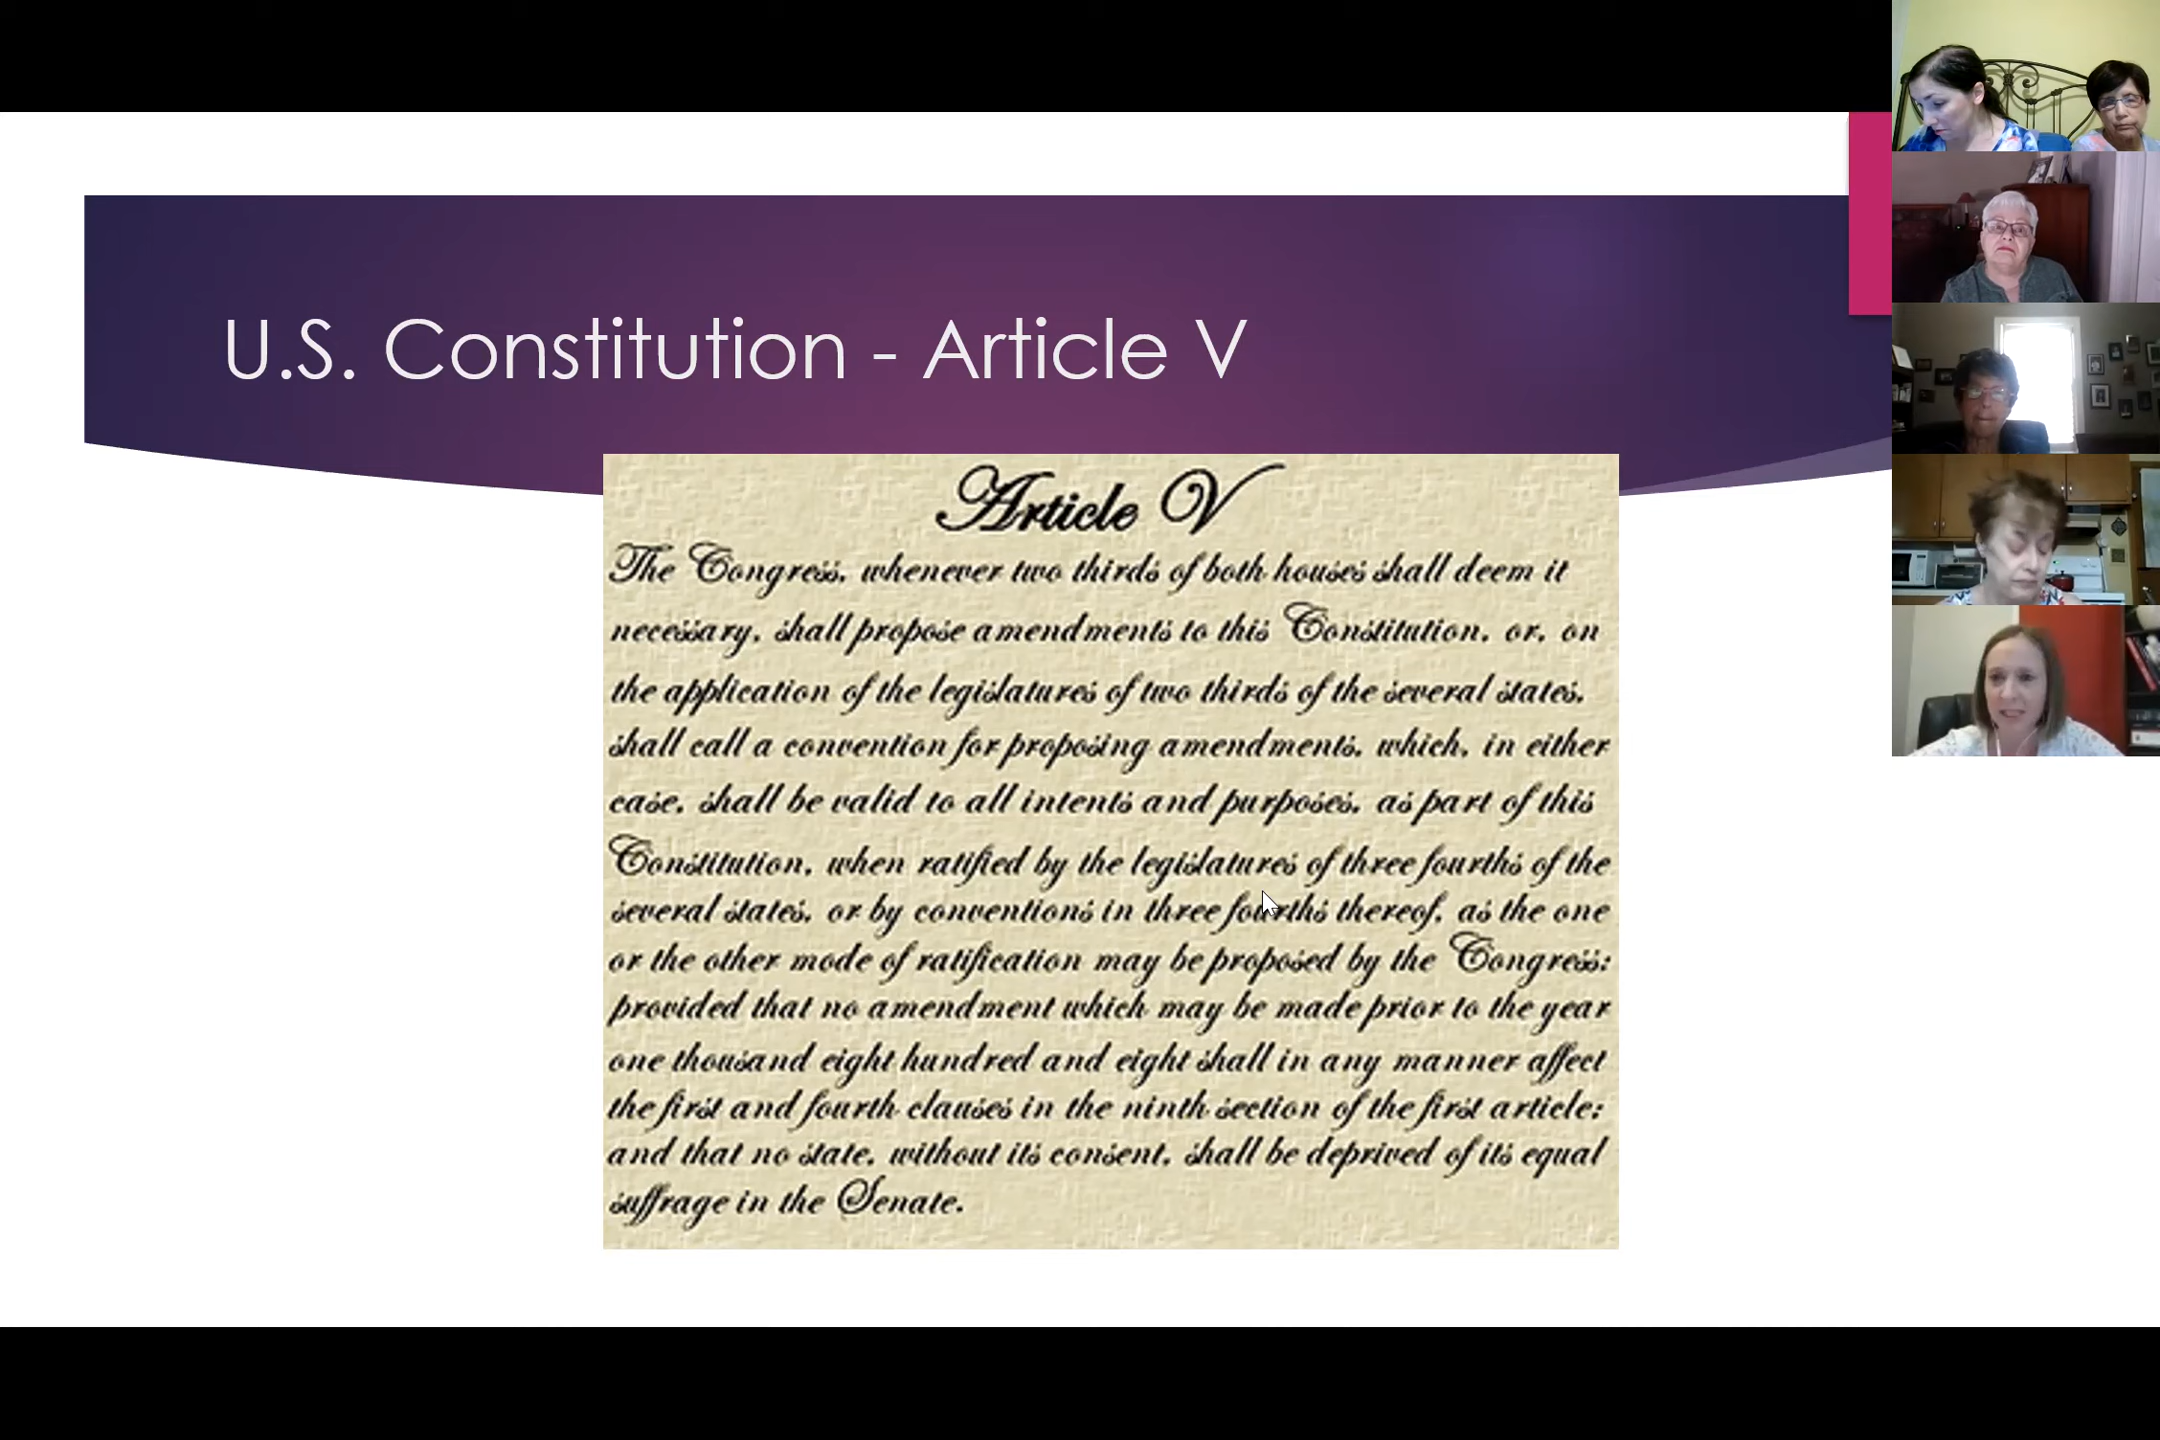 U.S. Constitution - Article V
Article V
The Congress, whenever two thirds of both houses shall deem it
necessary, shall propose amendments to this Constitution, or, on
the application of the legislatures of two thirds of the several states,
shall call a convention for proposing amendments, which, in either
case, shall be valid to all intents and purposes, as part of this
Constitution, when ratified by the legislatures of three fourths of the
several states, or by conventions in three fourths thereof, as the one
or the other mode of ratification may be proposed by the Congress;
provided that no amendment which may be made prior to the year
one thousand eight hundred and eight shall in any manner affect
the first and fourth clauses in the ninth section of the first article;
and that no state, without its consent, shall be deprived of its equal
suffrage in the Senate.